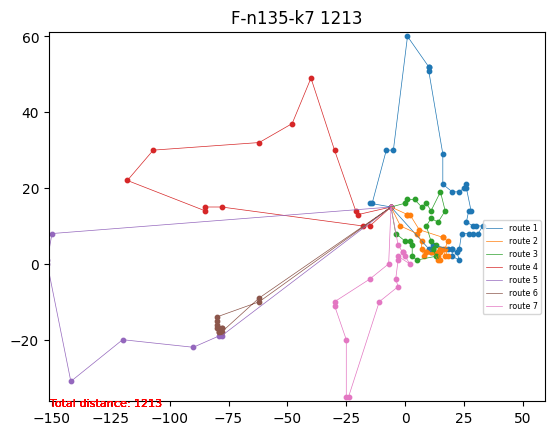 F-n135-k7 1213
60
40
20
0
−20
−150
−125
−100
−75
−50
−25
0
25
50
route 1
route 2
route 3
route 4
route 5
route 6
route 7
Total distance: 1213